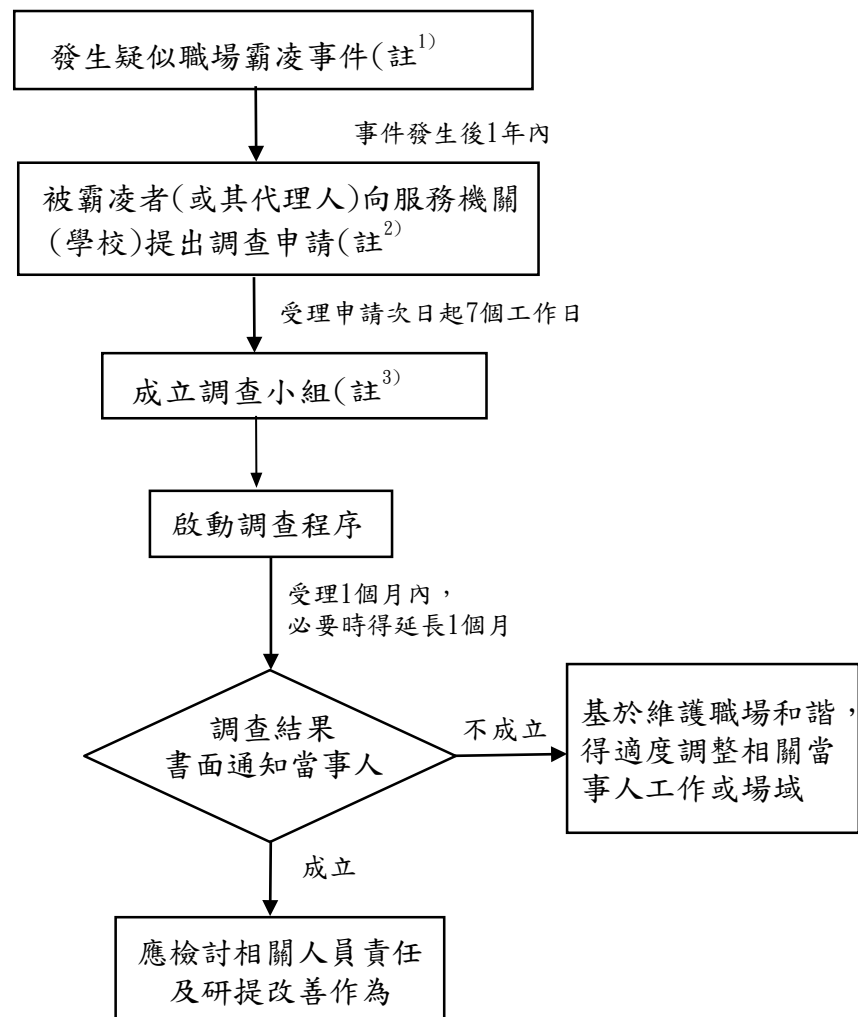 發生疑似職場霸凌事件(註1)
事件發生後1年內
被霸凌者(或其代理人)向服務機關
(學校)提出調查申請(註2)
受理申請次日起7個工作日
成立調查小組(註3)
啟動調查程序
受理1個月內，
必要時得延長1個月
調查結果
書面通知當事人
不成立
基於維護職場和諧，
得適度調整相關當
事人工作或場域
成立
應檢討相關人員責任
及研提改善作為